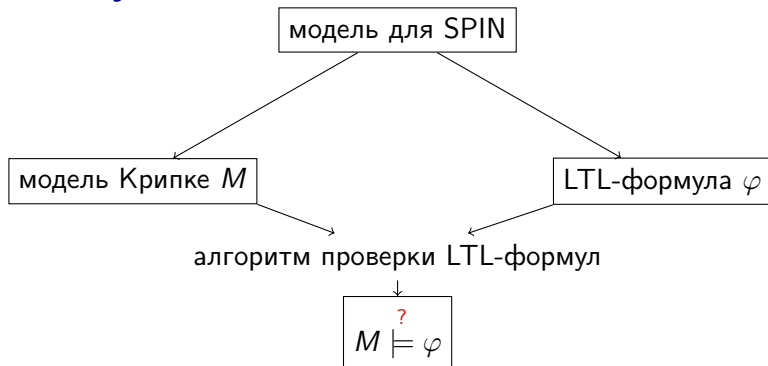 модель для SPIN
модель Крипке M
LTL-формула φ
алгоритм проверки LTL-формул
?
M ⊨ φ